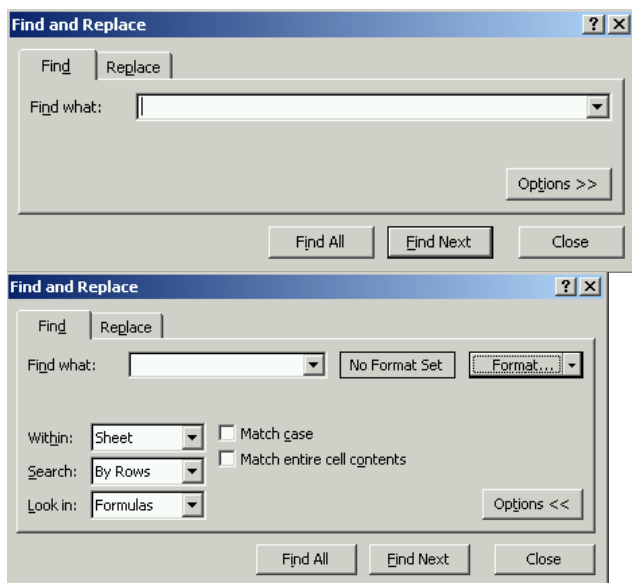 Find and Replace
Find Replace
Find what:
Options >>
Find All Find Next Close
Find and Replace
Find Replace
Find what: No Format Set Format...
Within: Sheet Match case
Search: By Rows Match entire cell contents
Look in: Formulas Options <<
Find All Find Next Close